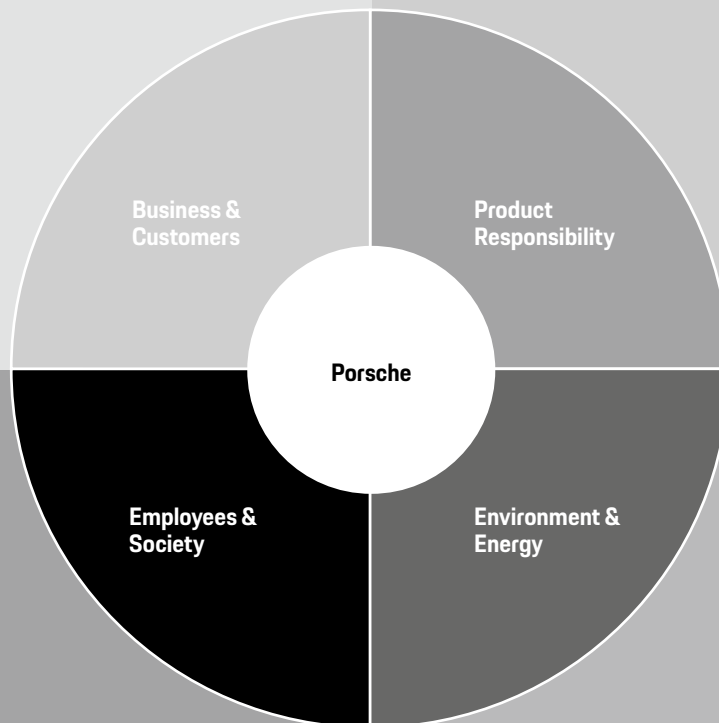 Business &
Customers
Product
Responsibility
Porsche
Employees &
Society
Environment &
Energy